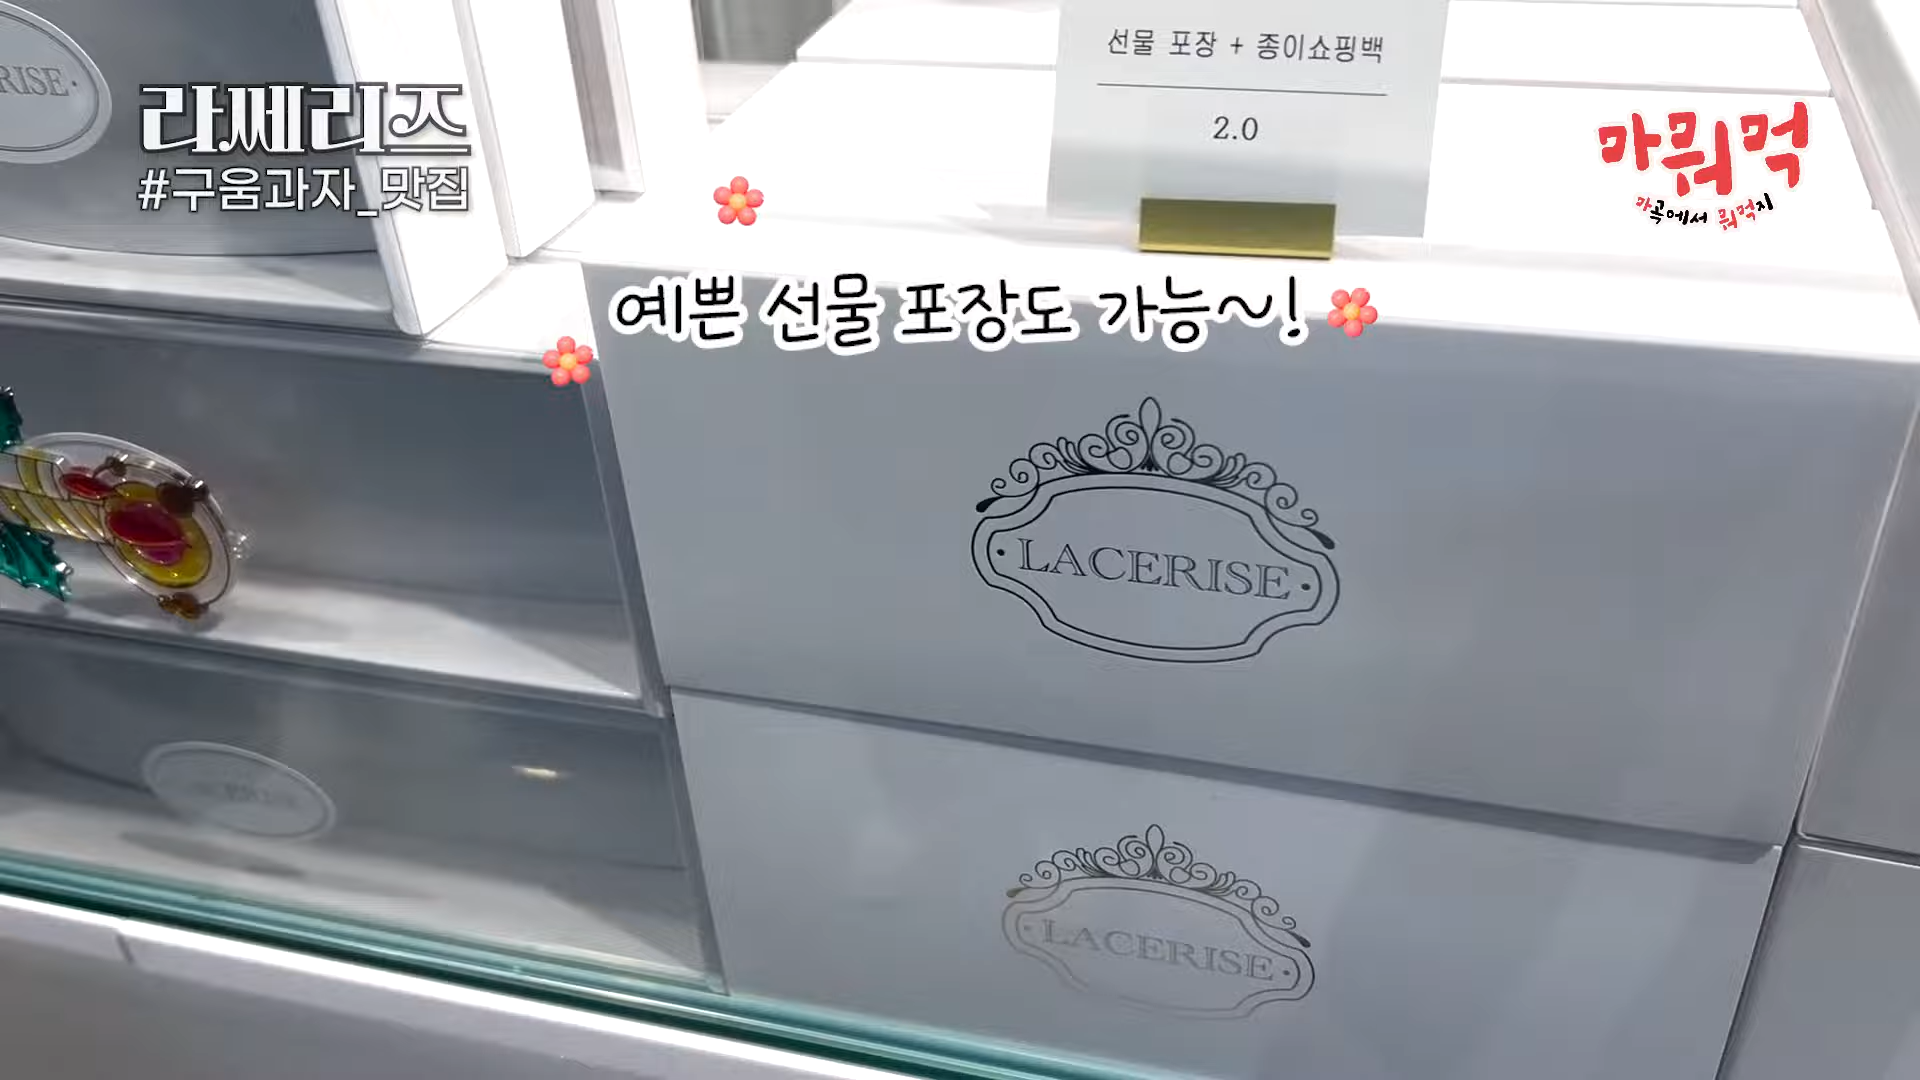 RISE·
라쎄리즈
#구움과자_맛집
선물 포장 + 종이쇼핑백
2.0
마뭐먹
마곡에서 뭐먹지
예쁜 선물 포장도 가능~!
·LACERISE·
·LACERISE·